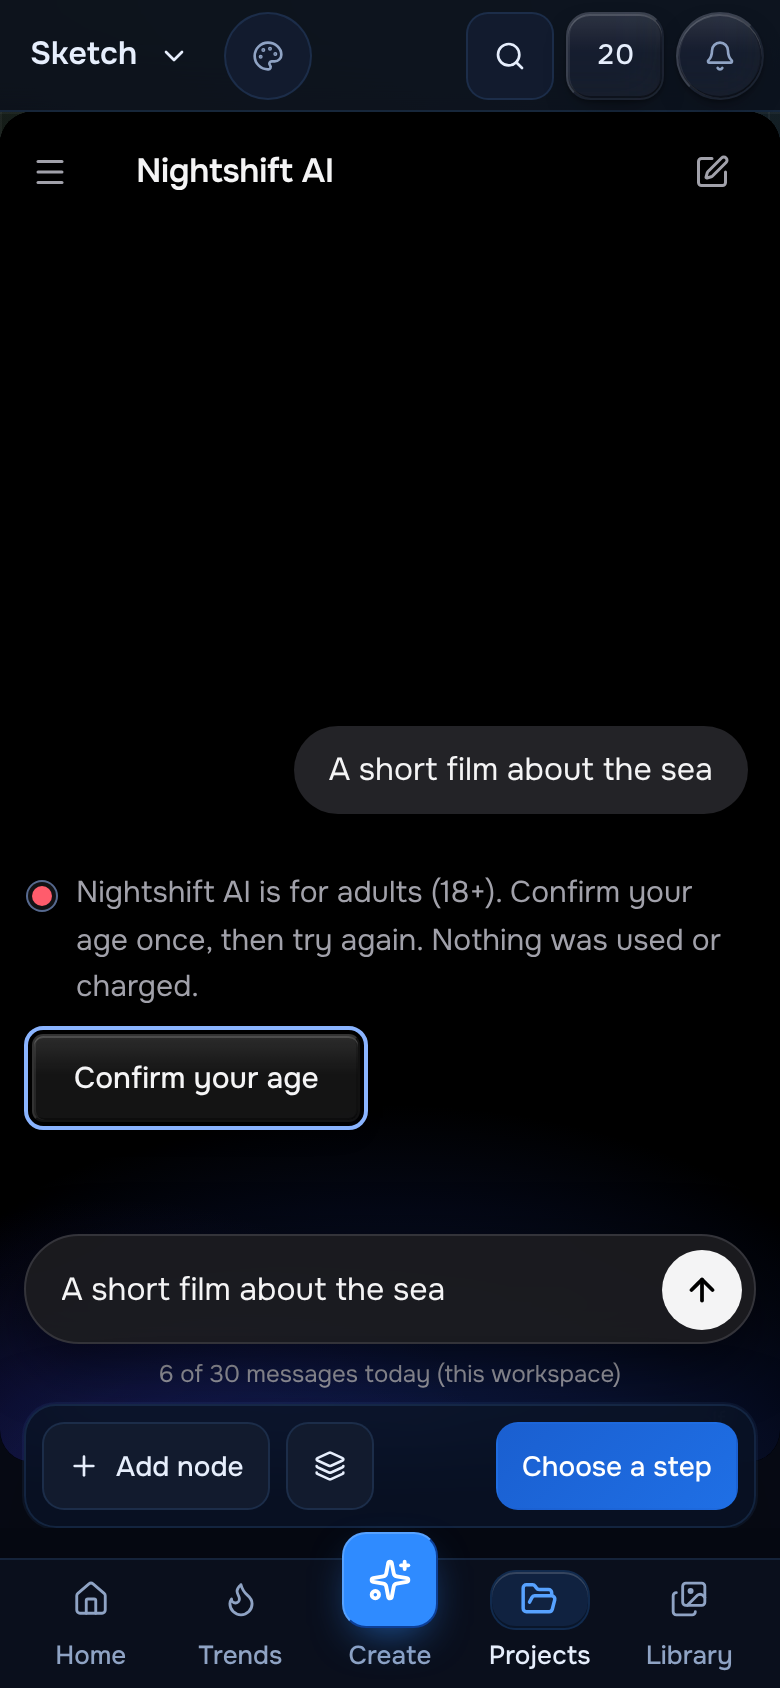 Sketch
20
Nightshift AI
A short film about the sea
Nightshift AI is for adults (18+). Confirm your
age once, then try again. Nothing was used or
charged.
Confirm your age
A short film about the sea
6 of 30 messages today (this workspace)
Add node
Choose a step
Home
Trends
Create
Projects
Library